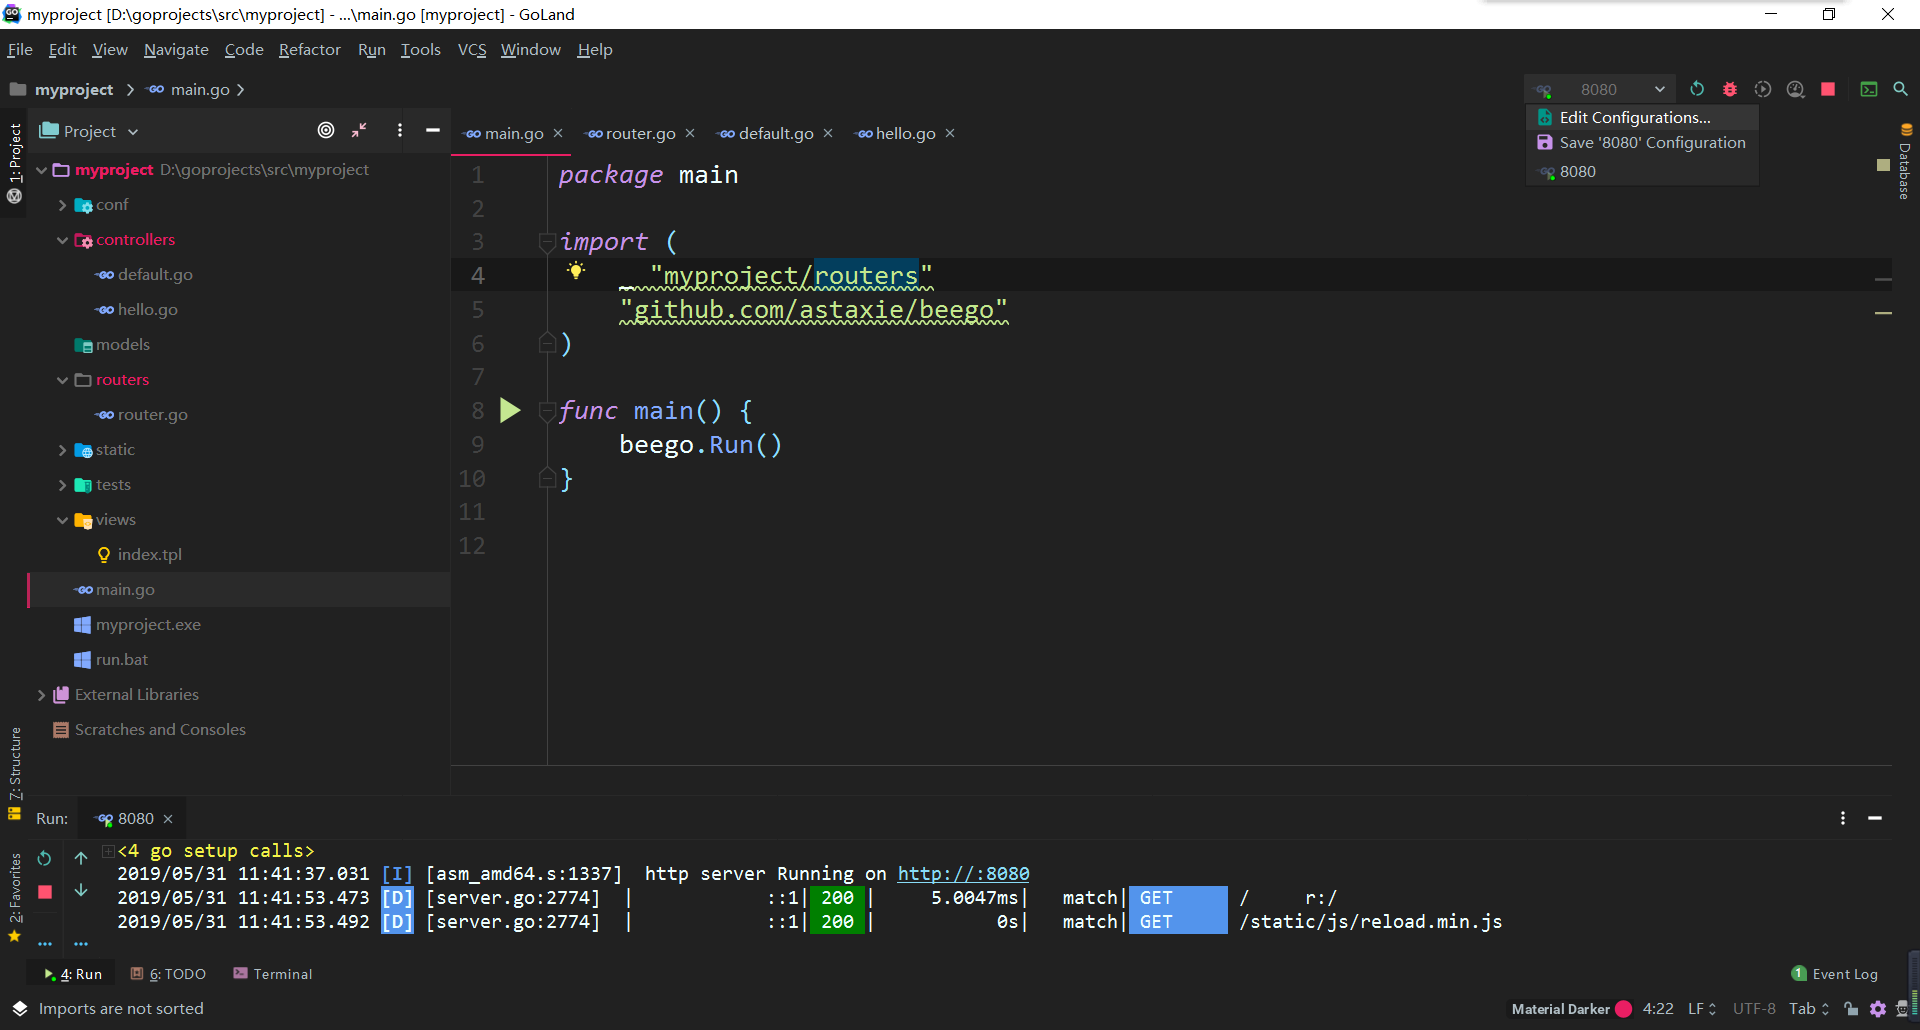 myproject [D:\goprojects\src\myproject] - ...\main.go [myproject] - GoLand
File Edit View Navigate Code Refactor Run Tools VCS Window Help
myproject main.go
8080
Edit Configurations...
Save '8080' Configuration
8080
1: Project
Project
myproject D:\goprojects\src\myproject
conf
controllers
default.go
hello.go
models
routers
router.go
static
tests
views
index.tpl
main.go
myproject.exe
run.bat
External Libraries
Scratches and Consoles
main.go router.go default.go hello.go
1 package main
2
3 import (
4 _ "myproject/routers"
5 "github.com/astaxie/beego"
6 )
7
8 func main() {
9 beego.Run()
10 }
11
12
Database
7: Structure
2: Favorites
Run: 8080
<4 go setup calls>
2019/05/31 11:41:37.031 [I] [asm_amd64.s:1337] http server Running on http://:8080
2019/05/31 11:41:53.473 [D] [server.go:2774] | ::1| 200 | 5.0047ms| match| GET / r:/
2019/05/31 11:41:53.492 [D] [server.go:2774] | ::1| 200 | 0s| match| GET /static/js/reload.min.js
4: Run 6: TODO Terminal
1 Event Log
Imports are not sorted
Material Darker 4:22 LF UTF-8 Tab